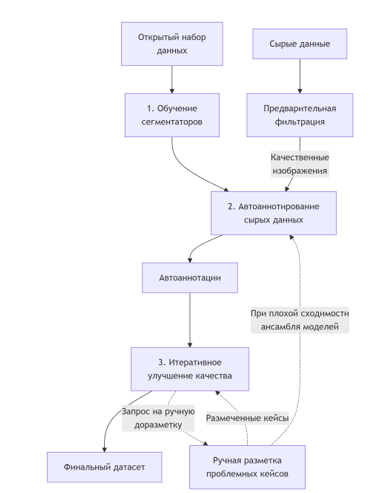 Открытый набор
данных
Сырые данные
1. Обучение
сегментаторов
Предварительная
фильтрация
Качественные
изображения
2. Автоаннотирование
сырых данных
Автоаннотации
При плохой сходимости
ансамбля моделей
3. Итеративное
улучшение качества
Запрос на ручную
доразметку
Размеченные кейсы
Финальный датасет
Ручная разметка
проблемных кейсов